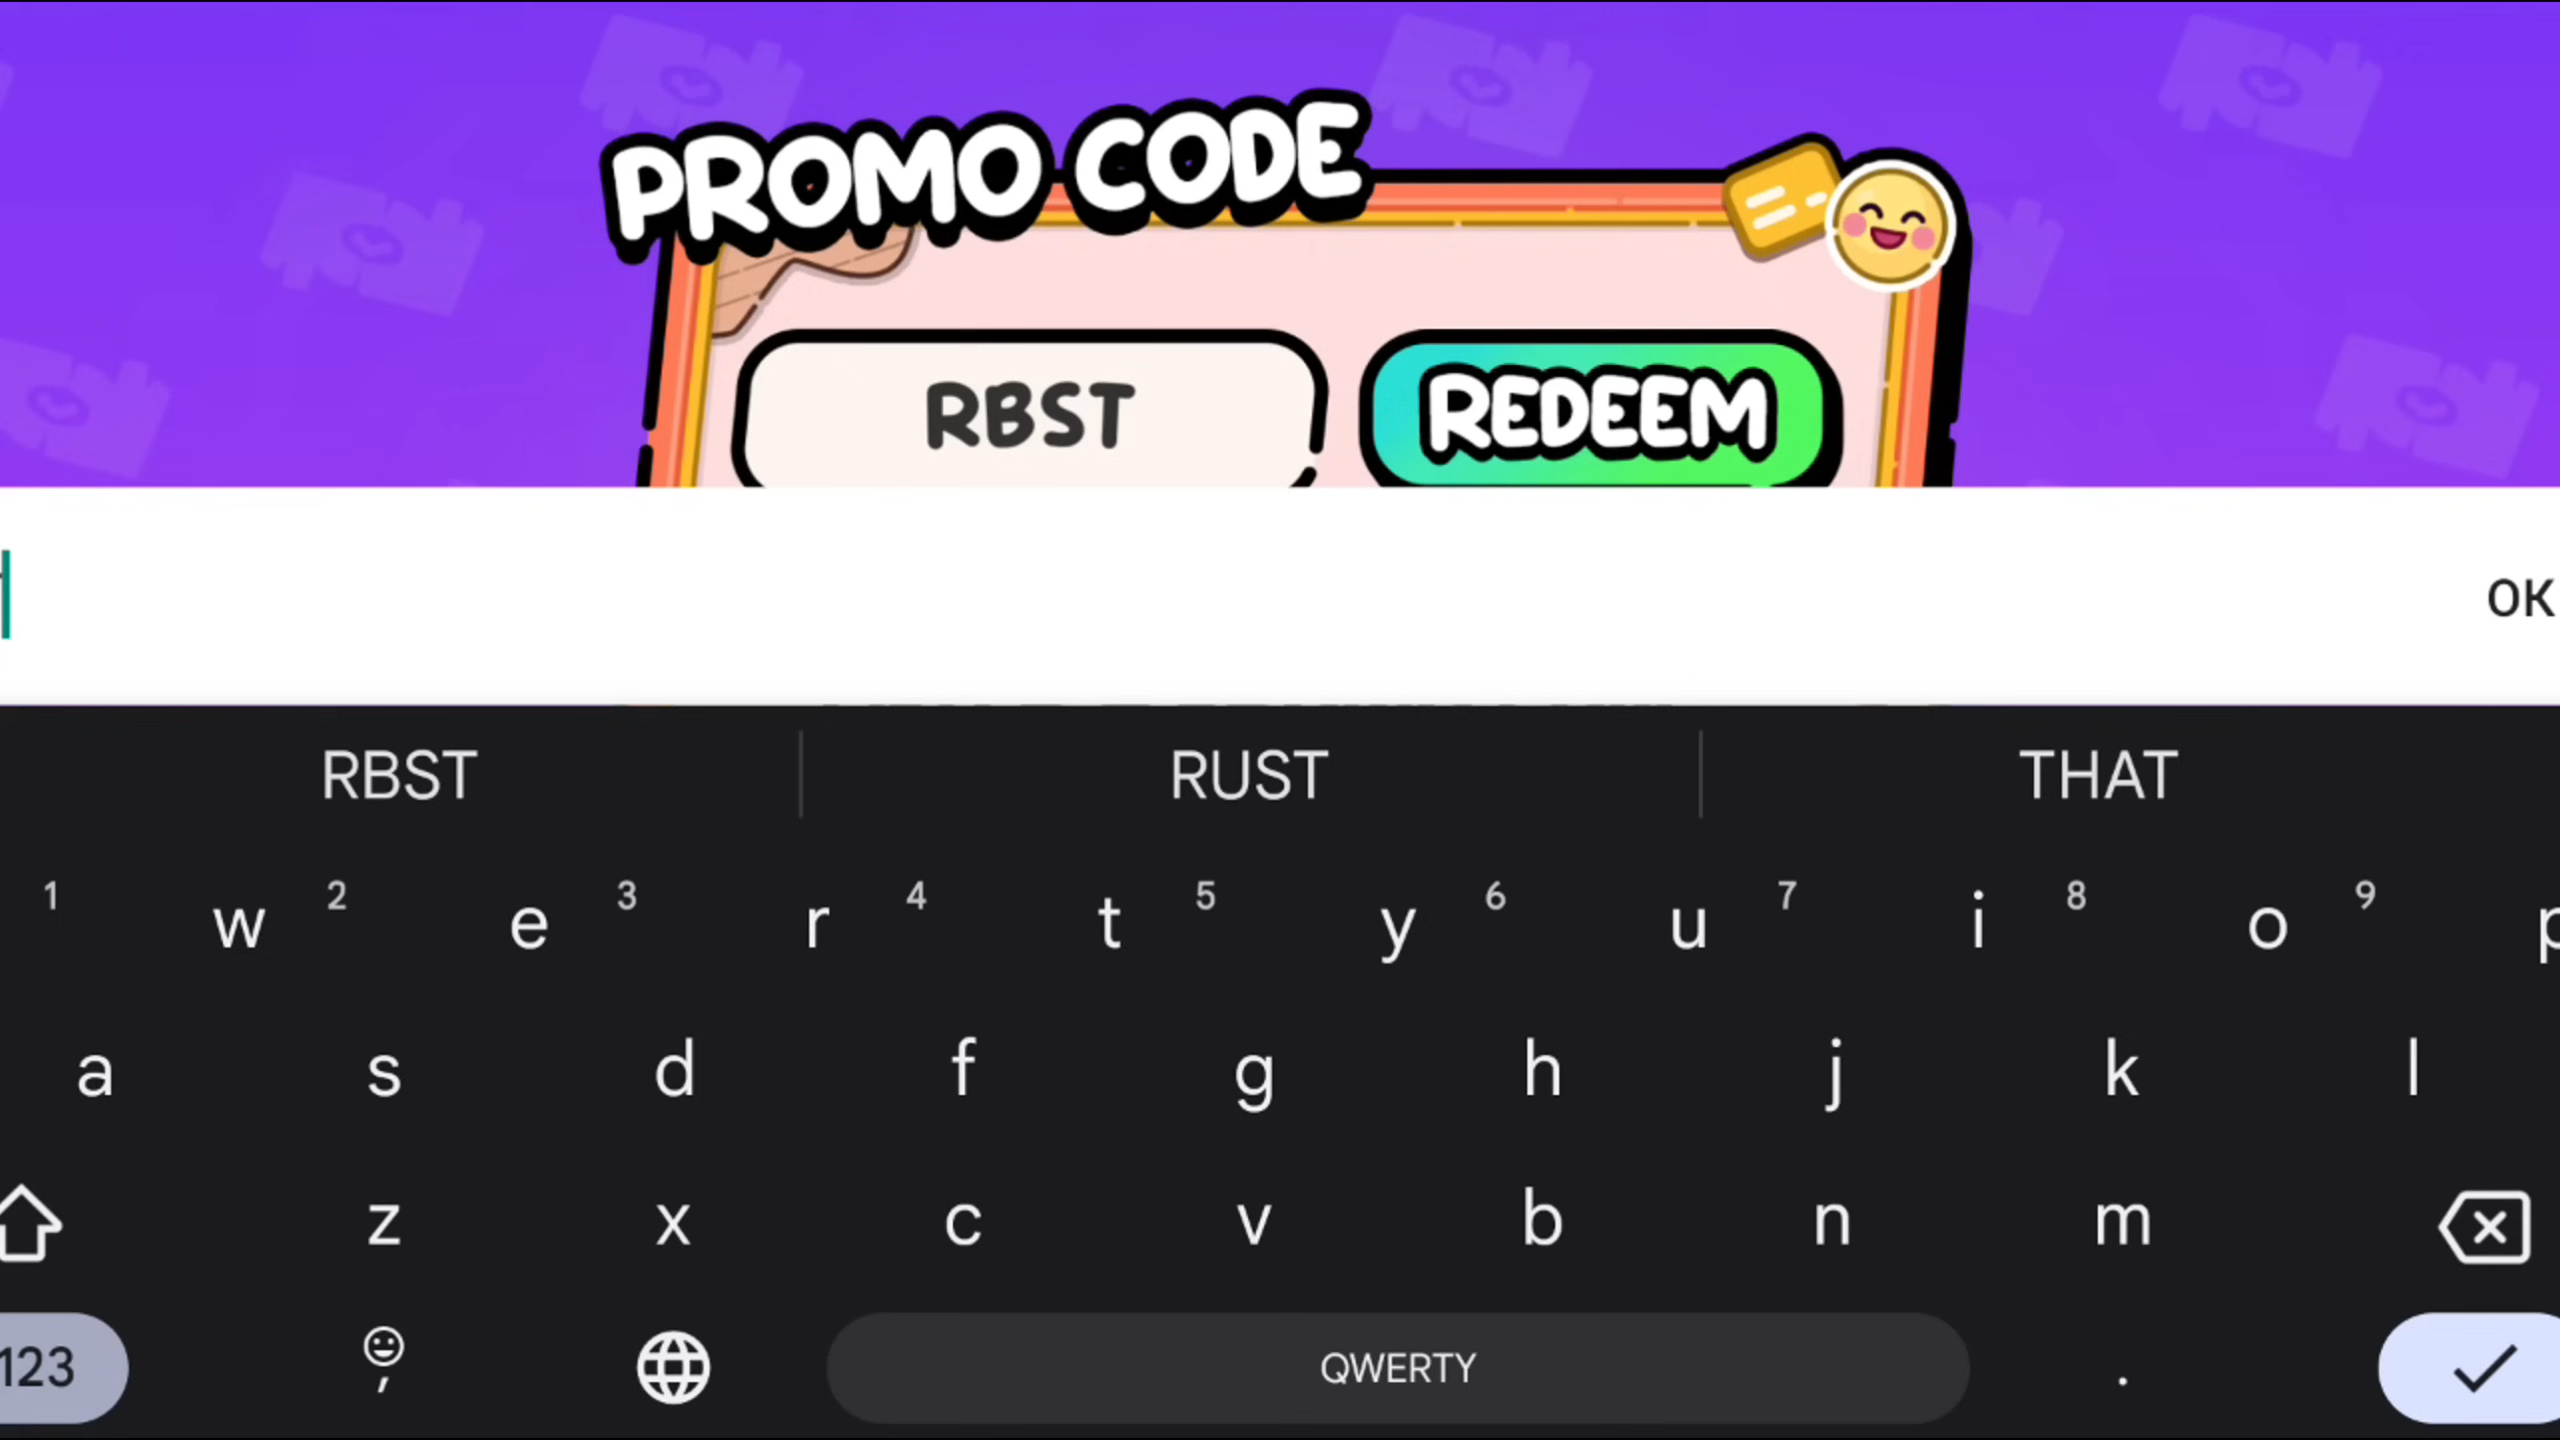 PROMO CODE
RBST
REDEEM
OK
RBST
RUST
THAT
1 2 3 4 5 6 7 8 9
w e r t y u i o p
a s d f g h j k l
z x c v b n m
123
,
QWERTY
.